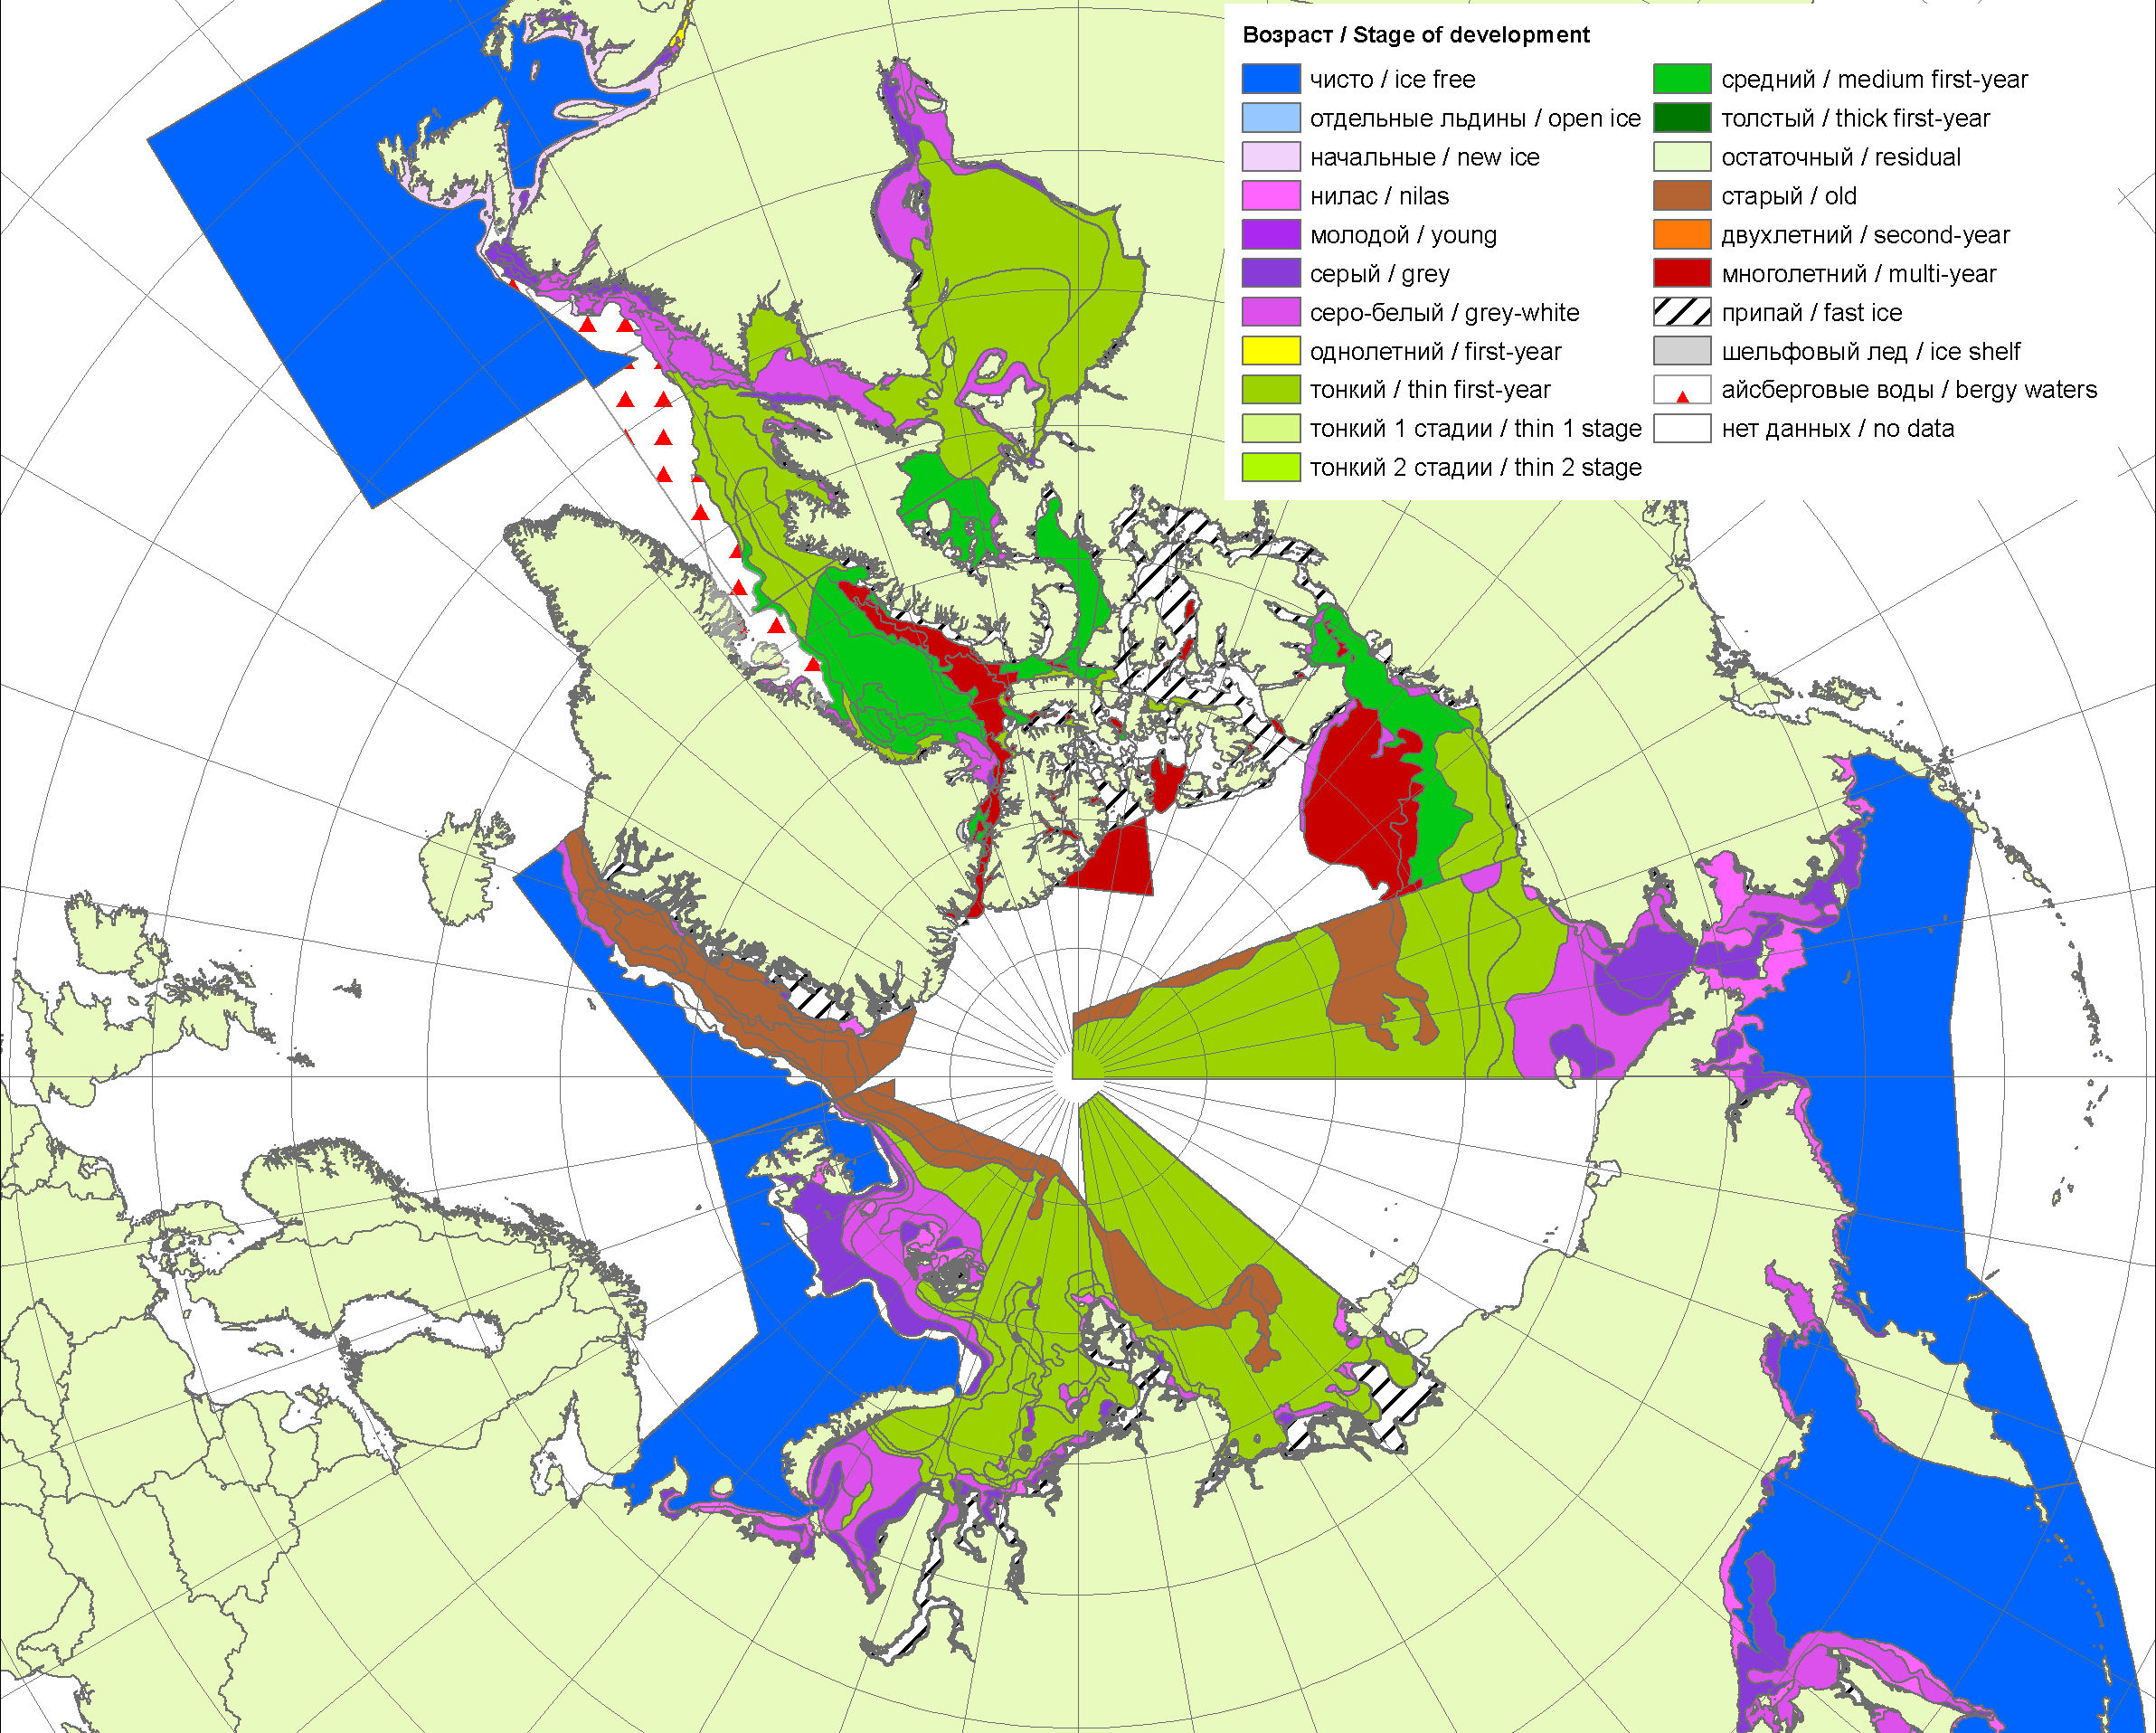 Возраст / Stage of development
чисто / ice free
отдельные льдины / open ice
начальные / new ice
нилас / nilas
молодой / young
серый / grey
серо-белый / grey-white
однолетний / first-year
тонкий / thin first-year
тонкий 1 стадии / thin 1 stage
тонкий 2 стадии / thin 2 stage
средний / medium first-year
толстый / thick first-year
остаточный / residual
старый / old
двухлетний / second-year
многолетний / multi-year
припай / fast ice
шельфовый лед / ice shelf
айсберговые воды / bergy waters
нет данных / no data